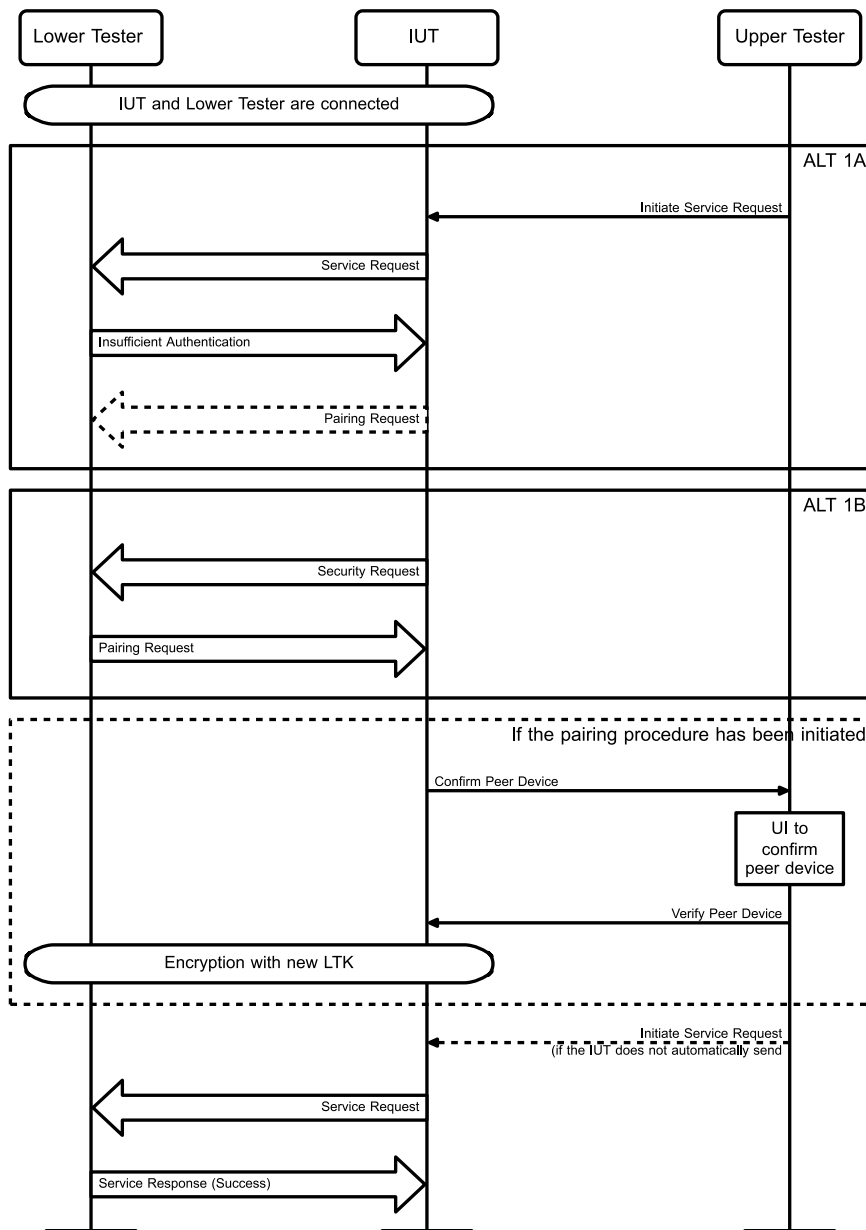 Lower Tester
IUT
Upper Tester
IUT and Lower Tester are connected
ALT 1A
Initiate Service Request
Service Request
Insufficient Authentication
Pairing Request
ALT 1B
Security Request
Pairing Request
If the pairing procedure has been initiated
Confirm Peer Device
UI to
confirm
peer device
Verify Peer Device
Encryption with new LTK
Initiate Service Request
(if the IUT does not automatically send
Service Request
Service Response (Success)